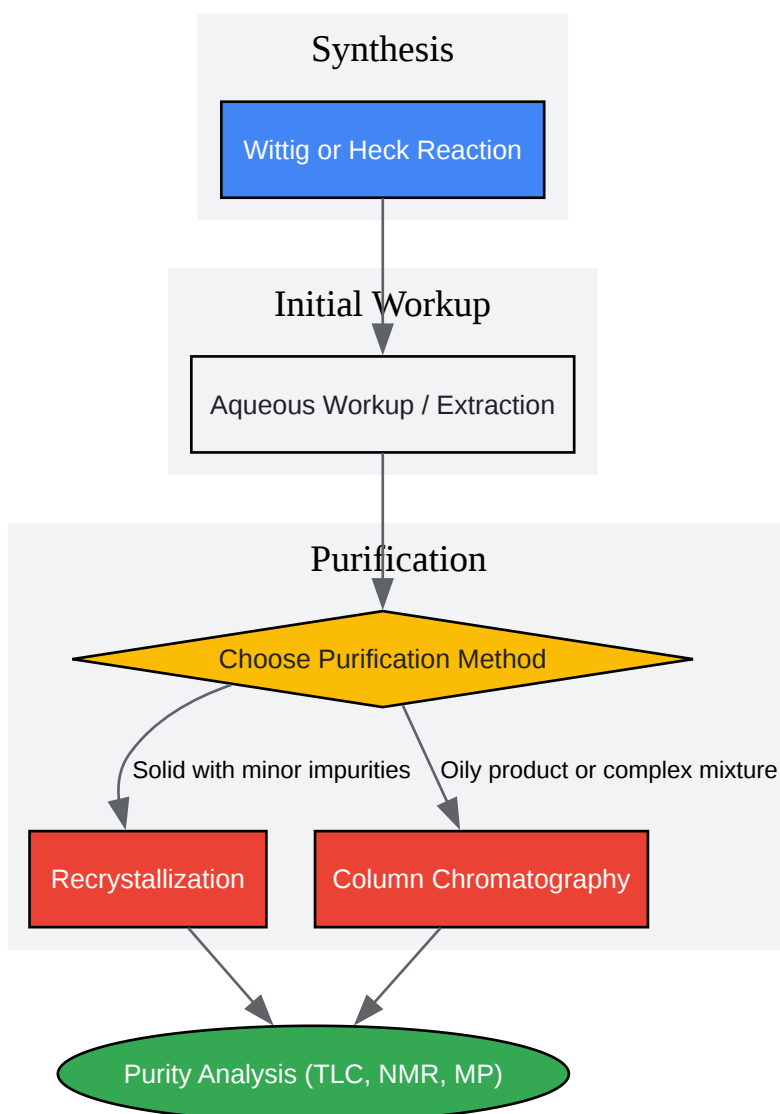 Synthesis
Wittig or Heck Reaction
Initial Workup
Aqueous Workup / Extraction
Purification
Choose Purification Method
Solid with minor impurities
Oily product or complex mixture
Recrystallization
Column Chromatography
Purity Analysis (TLC, NMR, MP)